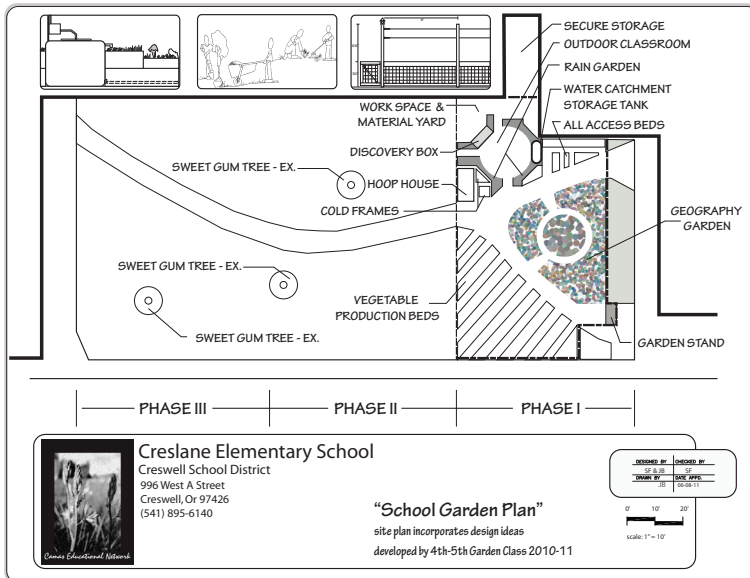 SECURE STORAGE
OUTDOOR CLASSROOM
RAIN GARDEN
WATER CATCHMENT
STORAGE TANK
ALL ACCESS BEDS
WORK SPACE &
MATERIAL YARD
DISCOVERY BOX
SWEET GUM TREE - EX.
HOOP HOUSE
COLD FRAMES
GEOGRAPHY
GARDEN
SWEET GUM TREE - EX.
VEGETABLE
PRODUCTION BEDS
SWEET GUM TREE - EX.
GARDEN STAND
PHASE III
PHASE II
PHASE I
Creslane Elementary School
Creswell School District
996 West A Street
Creswell, Or 97426
(541) 895-6140
Camas Educational Network
"School Garden Plan"
site plan incorporates design ideas
developed by 4th-5th Garden Class 2010-11
DESIGNED BY CHECKED BY
SF & JB SF
DRAWN BY DATE APPD.
JB 06-08-11
0' 10' 20'
scale: 1" = 10'